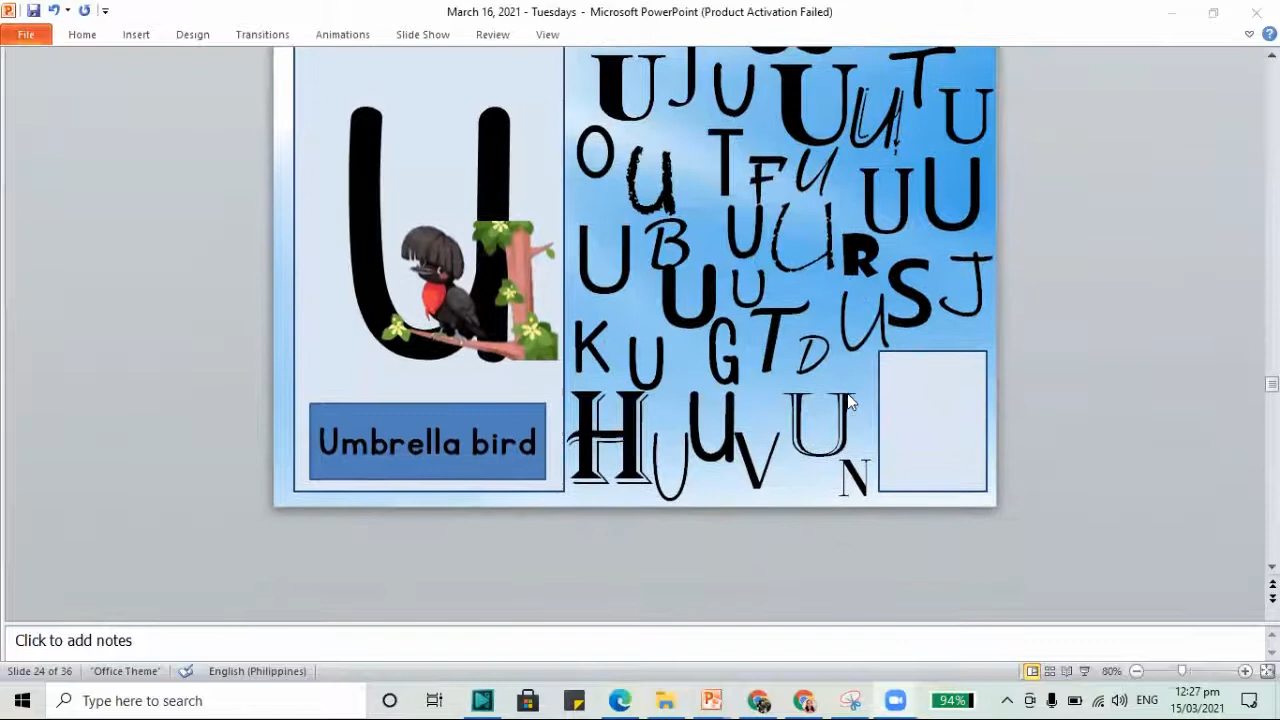 March 16, 2021 - Tuesdays - Microsoft PowerPoint (Product Activation Failed)
File Home Insert Design Transitions Animations Slide Show Review View
U J U U U T U
O U T F U U U
U B U U R S J
U U
K U G T D U
H U U V U N
U
Umbrella bird
Click to add notes
Slide 24 of 36 "Office Theme" English (Philippines) 80%
Type here to search
94%
ENG
12:27 pm
15/03/2021